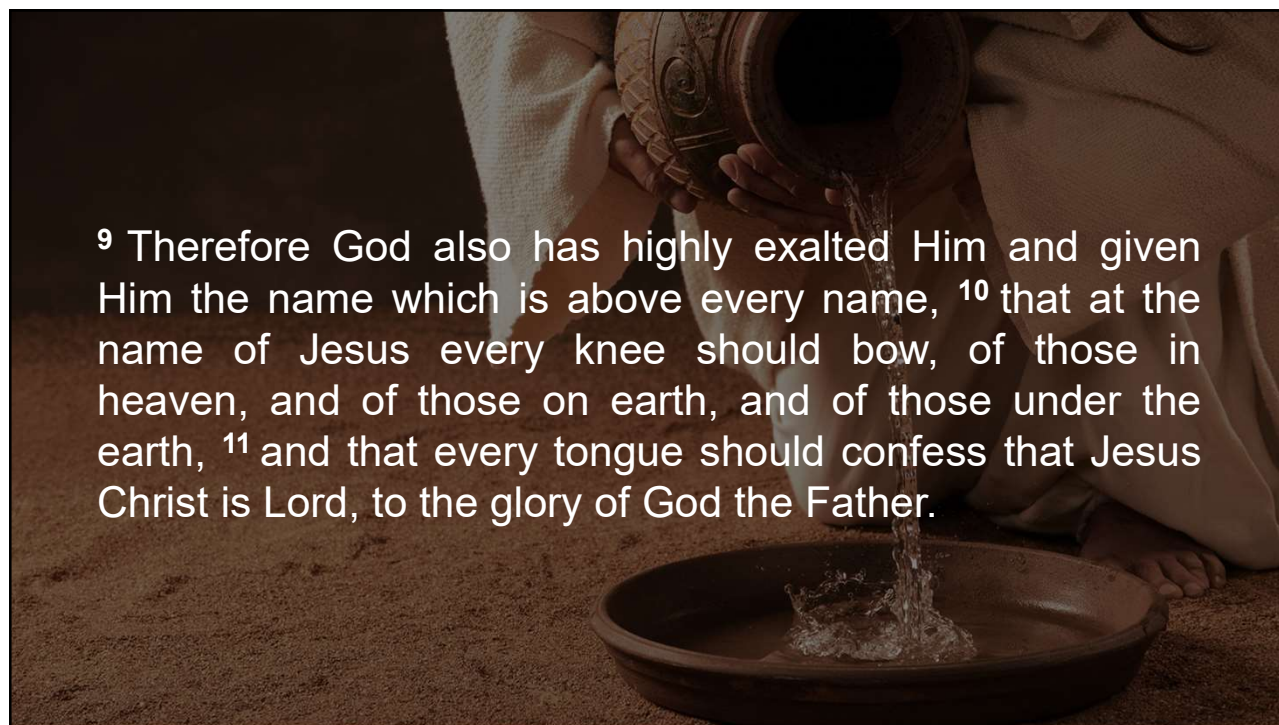 9 Therefore God also has highly exalted Him and given
Him the name which is above every name, 10 that at the
name of Jesus every knee should bow, of those in
heaven, and of those on earth, and of those under the
earth, 11 and that every tongue should confess that Jesus
Christ is Lord, to the glory of God the Father.